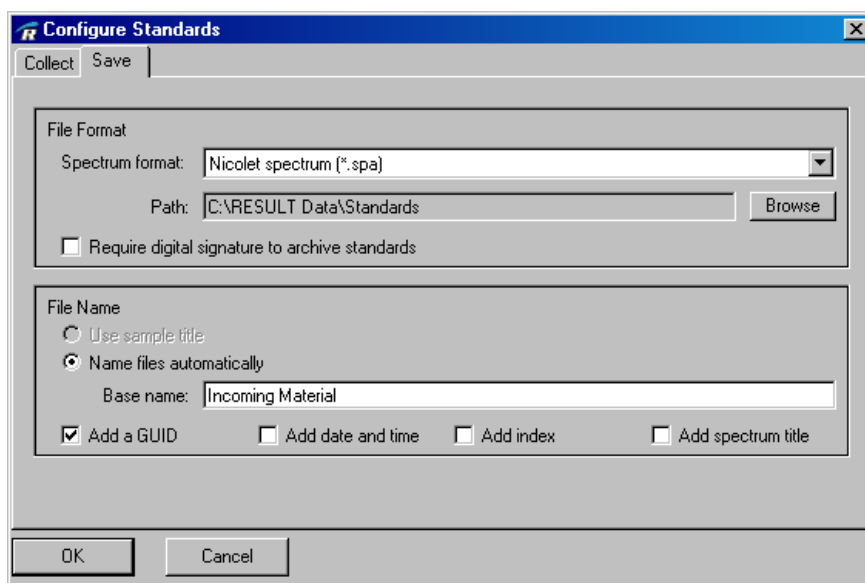 Configure Standards
Collect Save
File Format
Spectrum format: Nicolet spectrum (*.spa)
Path: C:\RESULT Data\Standards Browse
Require digital signature to archive standards
File Name
Use sample title
Name files automatically
Base name: Incoming Material
Add a GUID Add date and time Add index Add spectrum title
OK Cancel